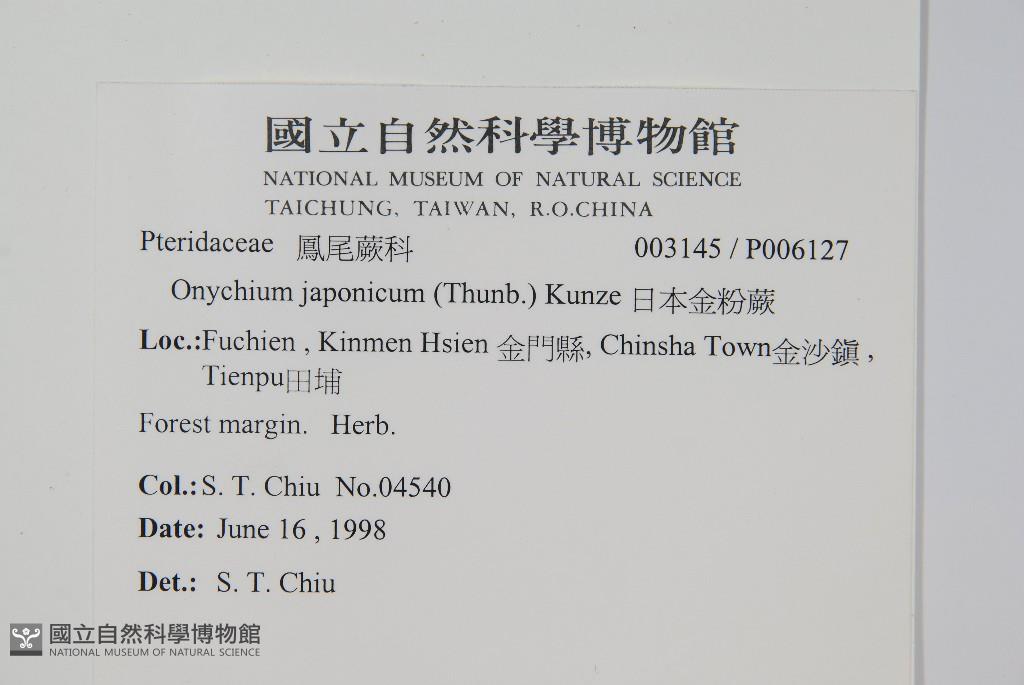 國立自然科學博物館
NATIONAL MUSEUM OF NATURAL SCIENCE
TAICHUNG, TAIWAN, R.O.CHINA
Pteridaceae 鳳尾蕨科 003145 / P006127
Onychium japonicum (Thunb.) Kunze 日本金粉蕨
Loc.:Fuchien , Kinmen Hsien 金門縣, Chinsha Town金沙鎮 ,
Tienpu田埔
Forest margin. Herb.
Col.: S. T. Chiu No.04540
Date: June 16 , 1998
Det.: S. T. Chiu
國立自然科學博物館
NATIONAL MUSEUM OF NATURAL SCIENCE